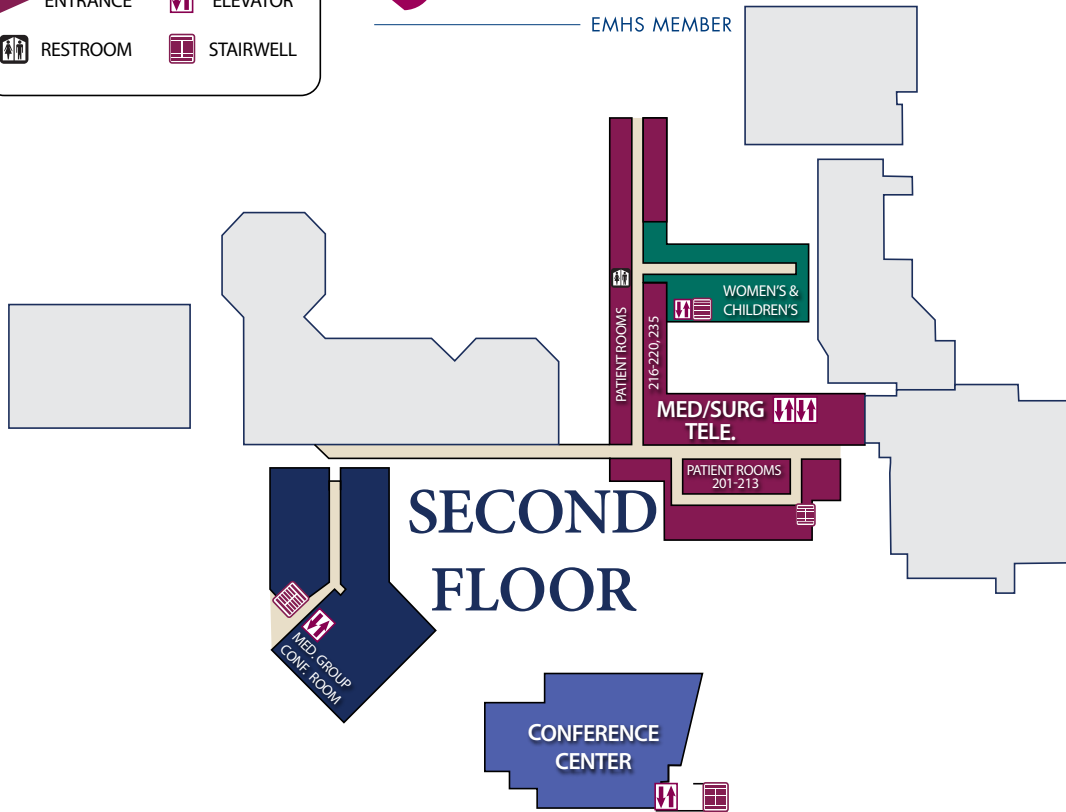 ENTRANCE
ELEVATOR
RESTROOM
STAIRWELL
EMHS MEMBER
PATIENT ROOMS
216-220, 235
WOMEN'S &
CHILDREN'S
MED/SURG
TELE.
PATIENT ROOMS
201-213
SECOND
FLOOR
MED. GROUP
CONF. ROOM
CONFERENCE
CENTER